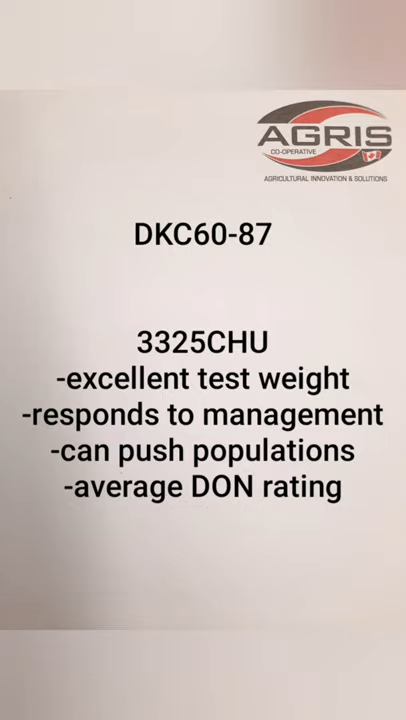 AGRIS
CO-OPERATIVE
AGRICULTURAL INNOVATION & SOLUTIONS
DKC60-87
3325CHU
-excellent test weight
-responds to management
-can push populations
-average DON rating